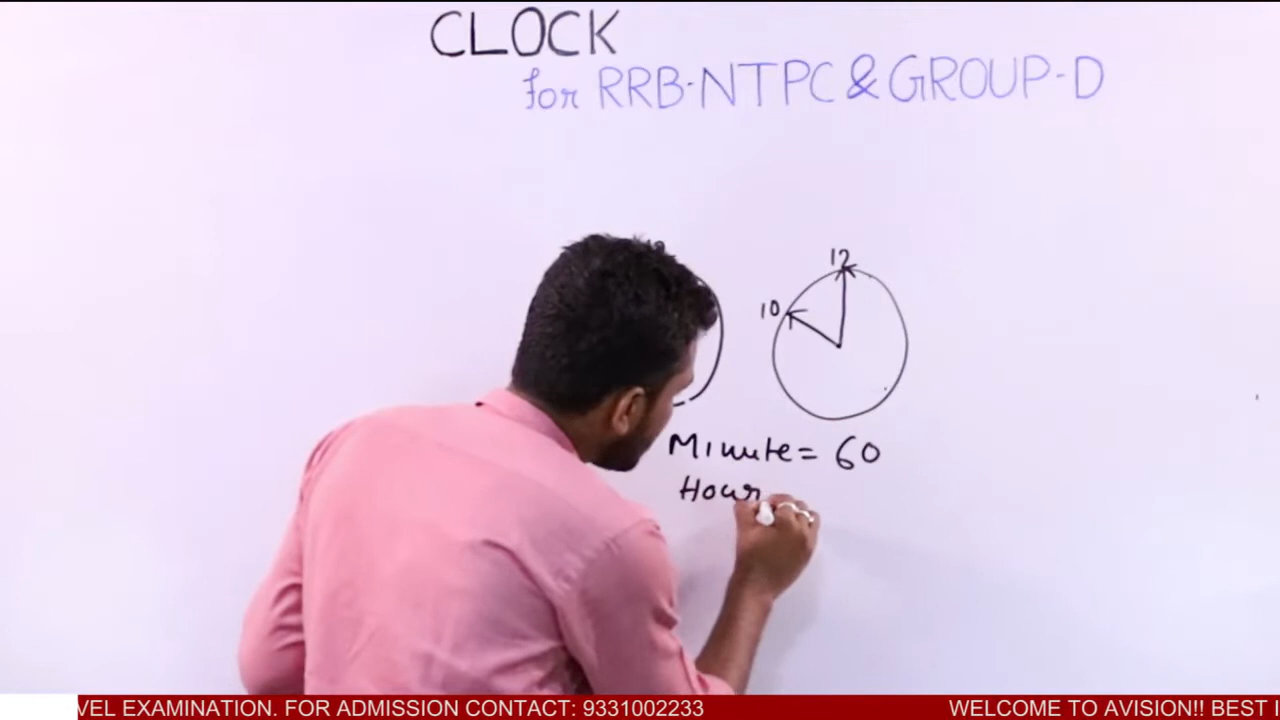 CLOCK
for RRB-NTPC & GROUP-D
12
10
Minute = 60
Hour
VEL EXAMINATION. FOR ADMISSION CONTACT: 9331002233 WELCOME TO AVISION!! BEST I